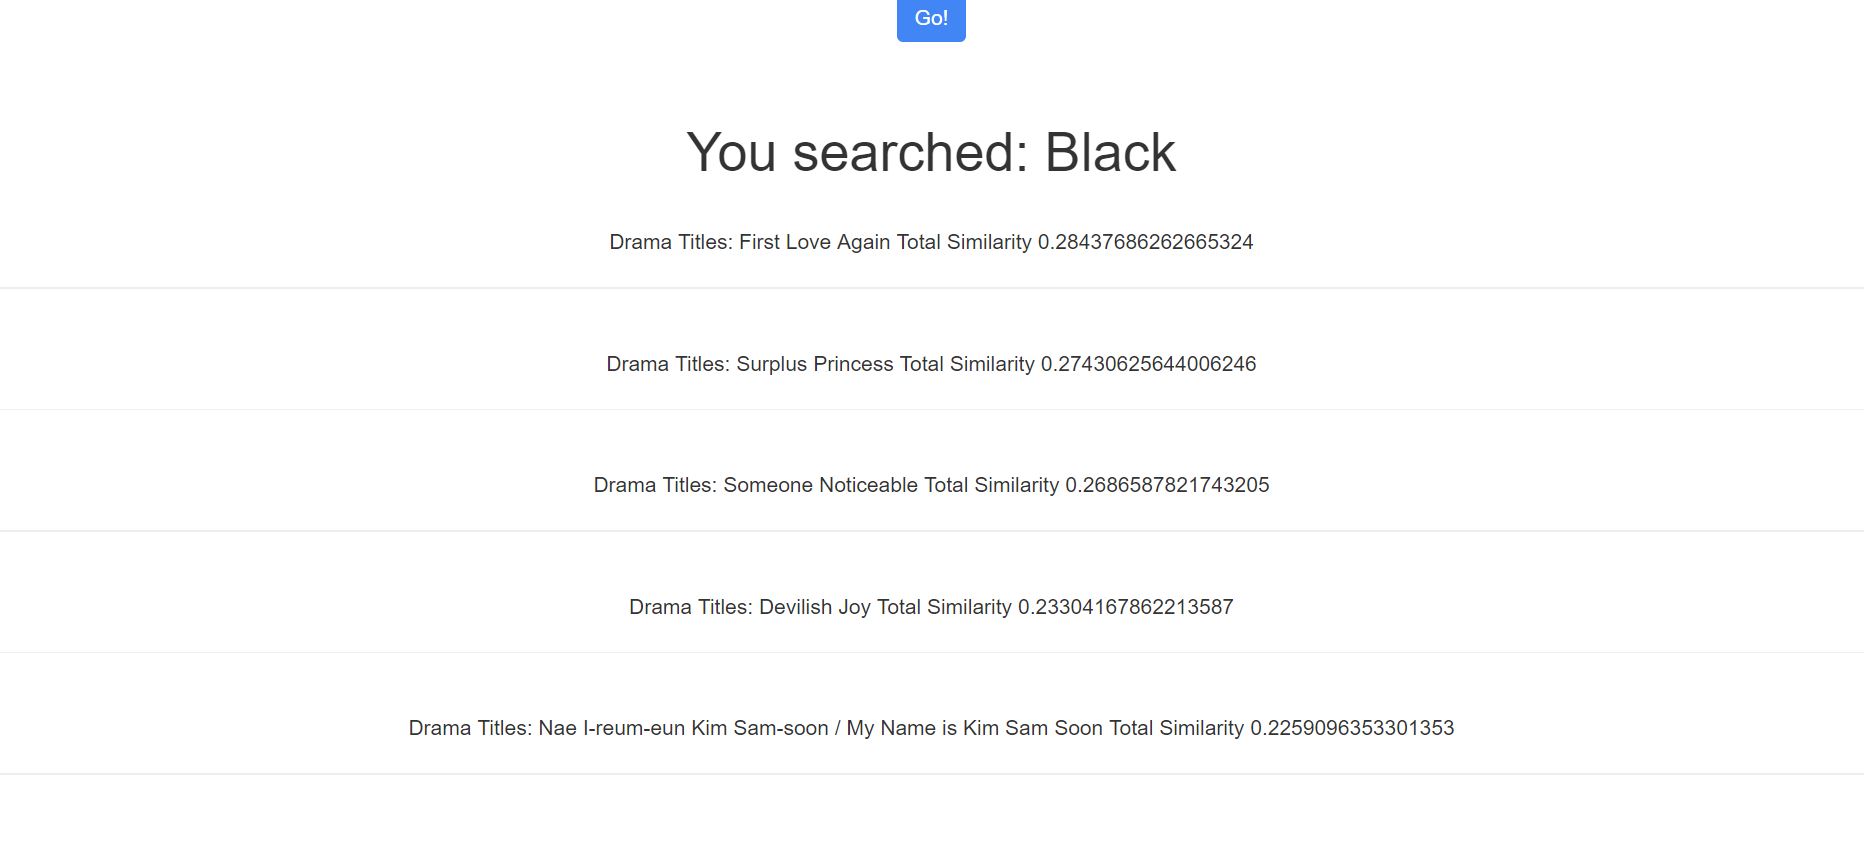 Go!
You searched: Black
Drama Titles: First Love Again Total Similarity 0.28437686262665324
Drama Titles: Surplus Princess Total Similarity 0.27430625644006246
Drama Titles: Someone Noticeable Total Similarity 0.2686587821743205
Drama Titles: Devilish Joy Total Similarity 0.23304167862213587
Drama Titles: Nae I-reum-eun Kim Sam-soon / My Name is Kim Sam Soon Total Similarity 0.2259096353301353